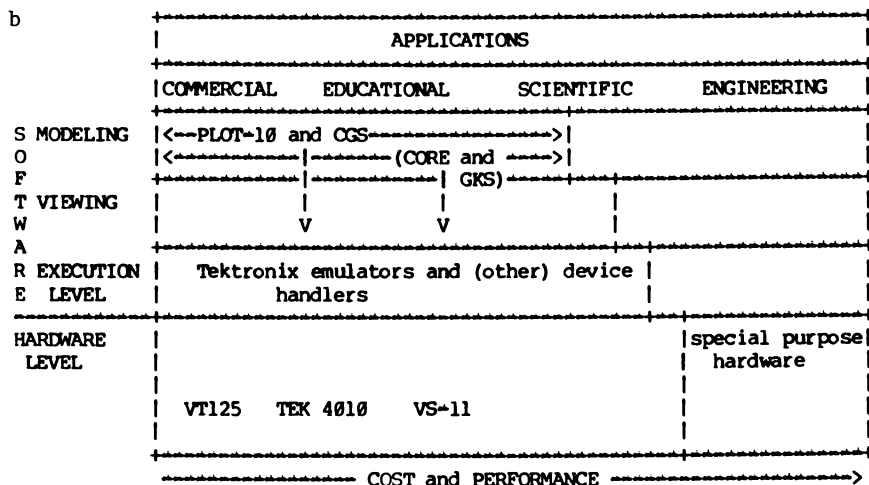 b
APPLICATIONS
COMMERCIAL EDUCATIONAL SCIENTIFIC ENGINEERING
SOFTWARE
MODELING
<--PLOT-10 and CGS-->
<-- (CORE and -->
GKS)
VIEWING
V V
EXECUTION LEVEL
Tektronix emulators and (other) device
handlers
HARDWARE
LEVEL
special purpose
hardware
VT125 TEK 4010 VS-11
COST and PERFORMANCE -->